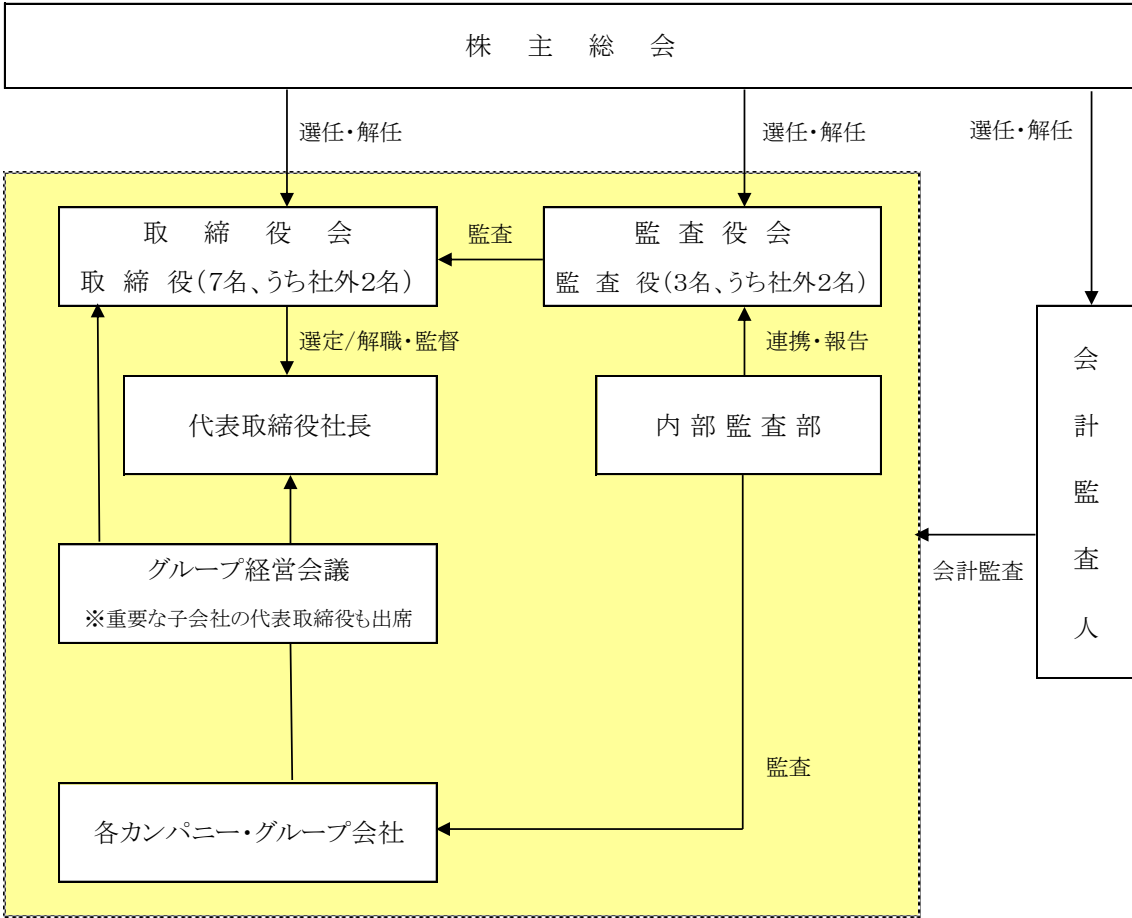 株主総会
選任・解任
選任・解任
選任・解任
取締役会
取締役(7名、うち社外2名)
監査
監査役会
監査役(3名、うち社外2名)
選定/解職・監督
連携・報告
代表取締役社長
内部監査部
会計監査人
グループ経営会議
※重要な子会社の代表取締役も出席
会計監査
監査
各カンパニー・グループ会社